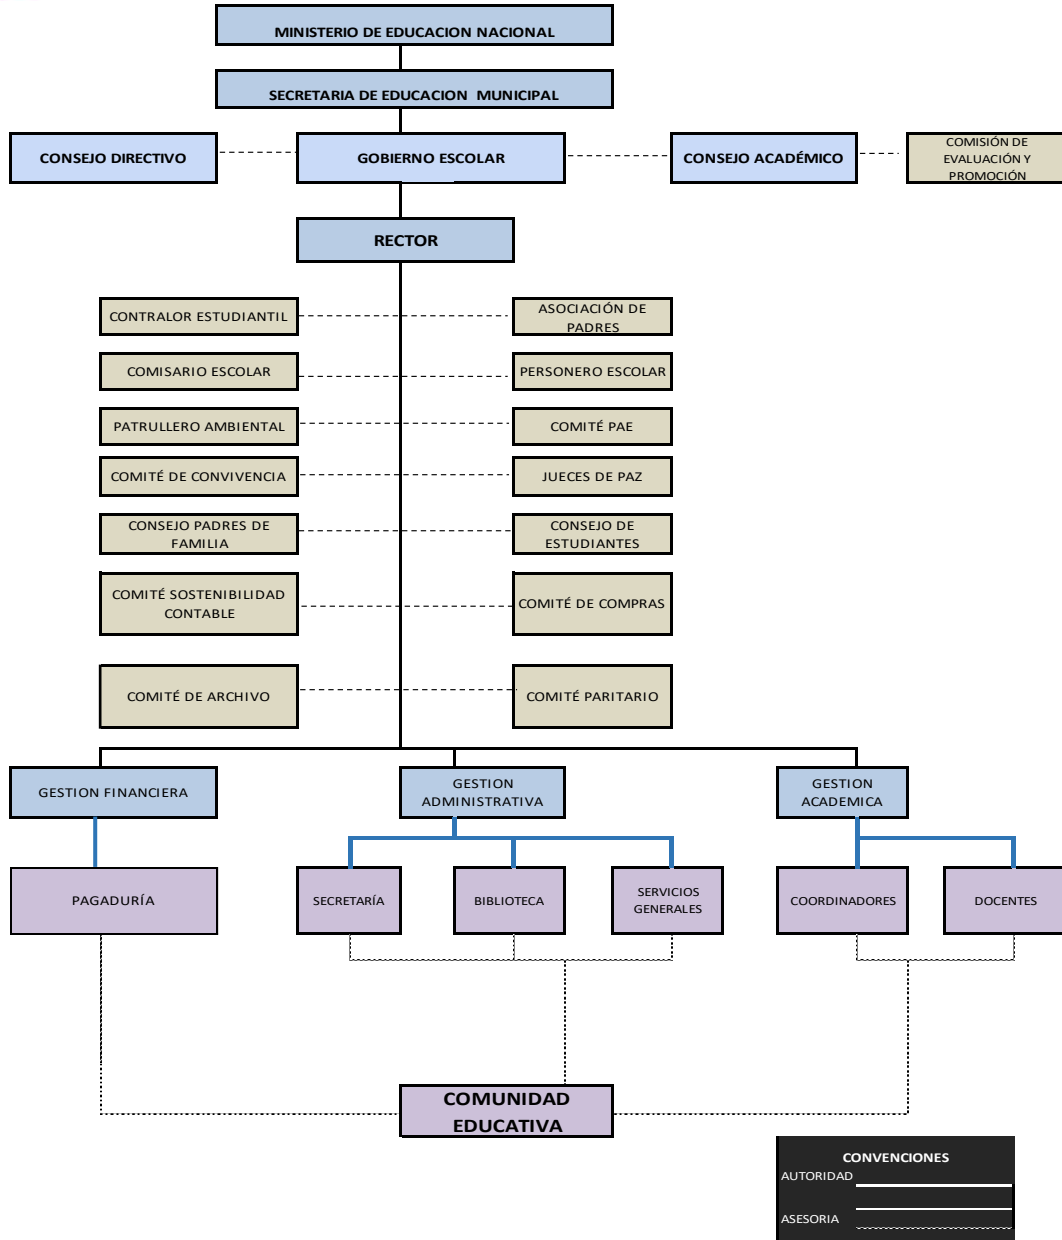 MINISTERIO DE EDUCACION NACIONAL
SECRETARIA DE EDUCACION MUNICIPAL
CONSEJO DIRECTIVO
GOBIERNO ESCOLAR
CONSEJO ACADÉMICO
COMISIÓN DE
EVALUACIÓN Y
PROMOCIÓN
RECTOR
CONTRALOR ESTUDIANTIL
ASOCIACIÓN DE
PADRES
COMISARIO ESCOLAR
PERSONERO ESCOLAR
PATRULLERO AMBIENTAL
COMITÉ PAE
COMITÉ DE CONVIVENCIA
JUECES DE PAZ
CONSEJO PADRES DE
FAMILIA
CONSEJO DE
ESTUDIANTES
COMITÉ SOSTENIBILIDAD
CONTABLE
COMITÉ DE COMPRAS
COMITÉ DE ARCHIVO
COMITÉ PARITARIO
GESTION FINANCIERA
GESTION
ADMINISTRATIVA
GESTION
ACADEMICA
PAGADURÍA
SECRETARÍA
BIBLIOTECA
SERVICIOS
GENERALES
COORDINADORES
DOCENTES
COMUNIDAD
EDUCATIVA
CONVENCIONES
AUTORIDAD
ASESORIA